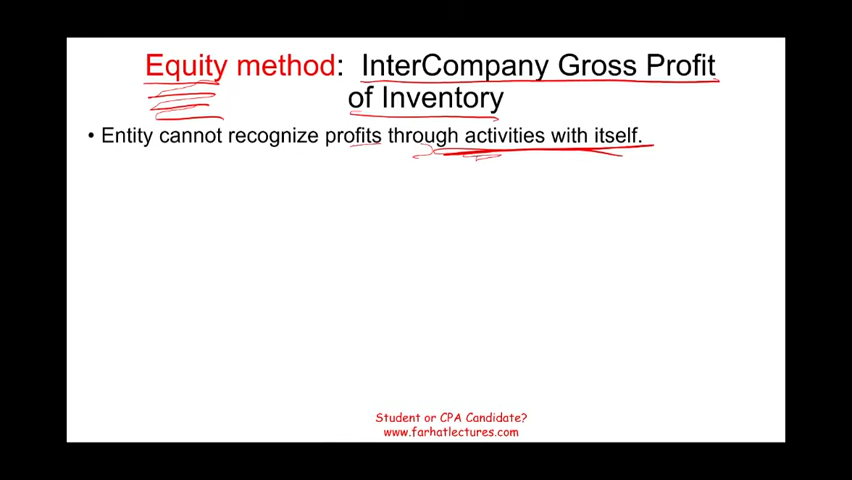 Equity method: InterCompany Gross Profit
of Inventory
• Entity cannot recognize profits through activities with itself.
Student or CPA Candidate?
www.farhatlectures.com